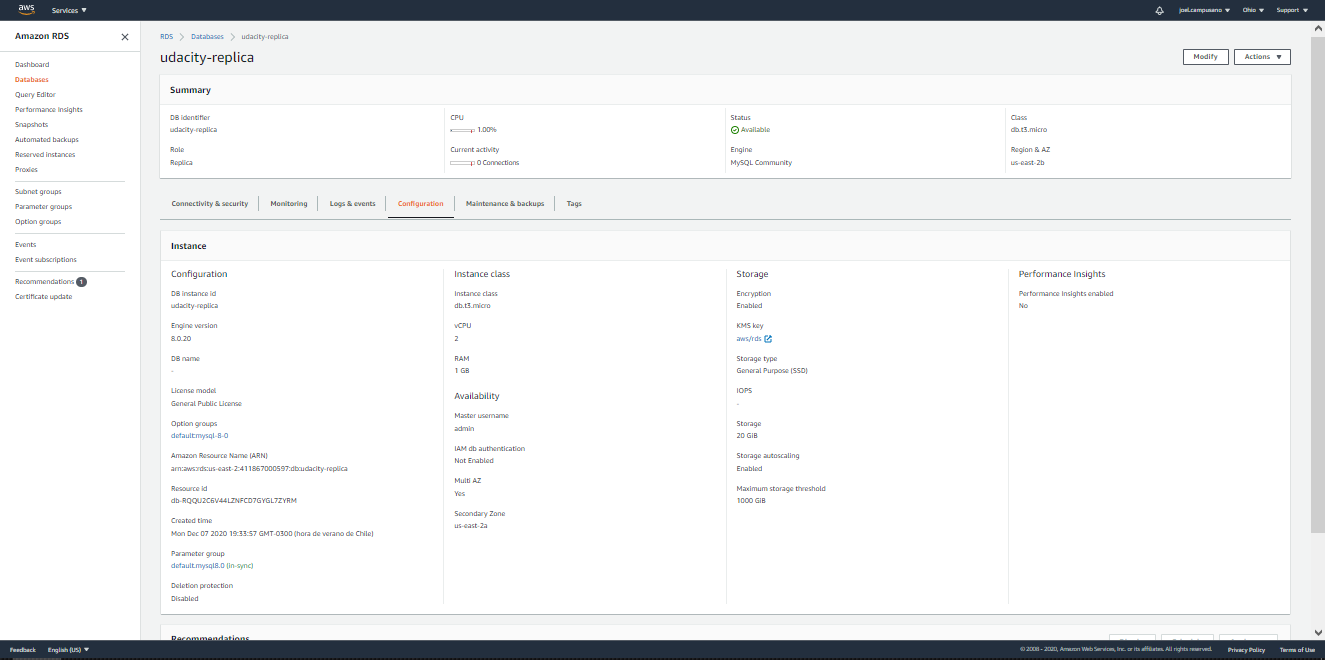 aws
Services
joel.campusano
Ohio
Support
Amazon RDS
Dashboard
Databases
Query Editor
Performance Insights
Snapshots
Automated backups
Reserved instances
Proxies
Subnet groups
Parameter groups
Option groups
Events
Event subscriptions
Recommendations 1
Certificate update
RDS > Databases > udacity-replica
udacity-replica
Modify
Actions
Summary
DB identifier
udacity-replica
Role
Replica
CPU
1.00%
Current activity
0 Connections
Status
Available
Engine
MySQL Community
Class
db.t3.micro
Region & AZ
us-east-2b
Connectivity & security
Monitoring
Logs & events
Configuration
Maintenance & backups
Tags
Instance
Configuration
DB instance id
udacity-replica
Engine version
8.0.20
DB name
-
License model
General Public License
Option groups
default:mysql-8-0
Amazon Resource Name (ARN)
arn:aws:rds:us-east-2:411867000597:db:udacity-replica
Resource id
db-RQQU2C6V44LZNFCD7GYGL7ZYRM
Created time
Mon Dec 07 2020 19:33:57 GMT-0300 (hora de verano de Chile)
Parameter group
default.mysql8.0 (in-sync)
Deletion protection
Disabled
Instance class
Instance class
db.t3.micro
vCPU
2
RAM
1 GB
Availability
Master username
admin
IAM db authentication
Not Enabled
Multi AZ
Yes
Secondary Zone
us-east-2a
Storage
Encryption
Enabled
KMS key
aws/rds
Storage type
General Purpose (SSD)
IOPS
-
Storage
20 GiB
Storage autoscaling
Enabled
Maximum storage threshold
1000 GiB
Performance Insights
Performance Insights enabled
No
Recommendations
Feedback
English (US)
© 2008 - 2020, Amazon Web Services, Inc. or its affiliates. All rights reserved.
Privacy Policy
Terms of Use